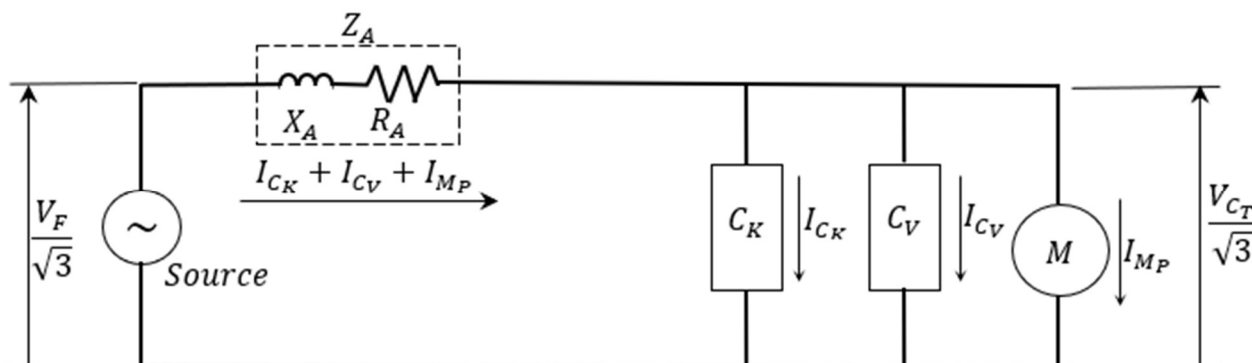 Z_A
X_A
R_A
I_{C_K} + I_{C_V} + I_{M_P}
V_F
√3
~
Source
C_K
I_{C_K}
C_V
I_{C_V}
M
I_{M_P}
V_{C_T}
√3